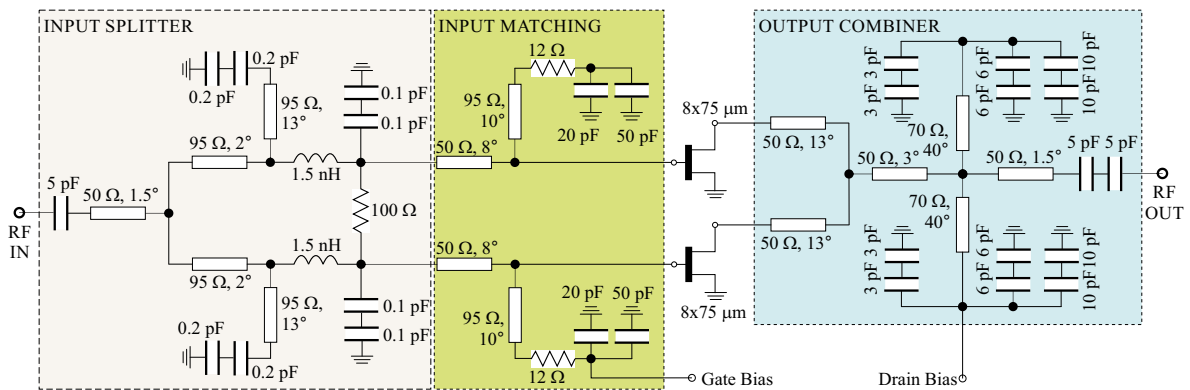 INPUT SPLITTER
INPUT MATCHING
OUTPUT COMBINER
0.2 pF
0.2 pF
95 Ω,
13°
0.1 pF
0.1 pF
12 Ω
95 Ω,
10°
20 pF
50 pF
8x75 μm
3 pF 3 pF
6 pF 6 pF
10 pF 10 pF
95 Ω, 2°
1.5 nH
50 Ω, 8°
50 Ω, 13°
70 Ω,
40°
5 pF
50 Ω, 1.5°
RF
IN
100 Ω
50 Ω, 3°
50 Ω, 1.5°
5 pF 5 pF
RF
OUT
95 Ω, 2°
1.5 nH
50 Ω, 8°
50 Ω, 13°
70 Ω,
40°
95 Ω,
13°
0.2 pF
0.2 pF
0.1 pF
0.1 pF
95 Ω,
10°
20 pF
50 pF
12 Ω
8x75 μm
3 pF 3 pF
6 pF 6 pF
10 pF 10 pF
Gate Bias
Drain Bias